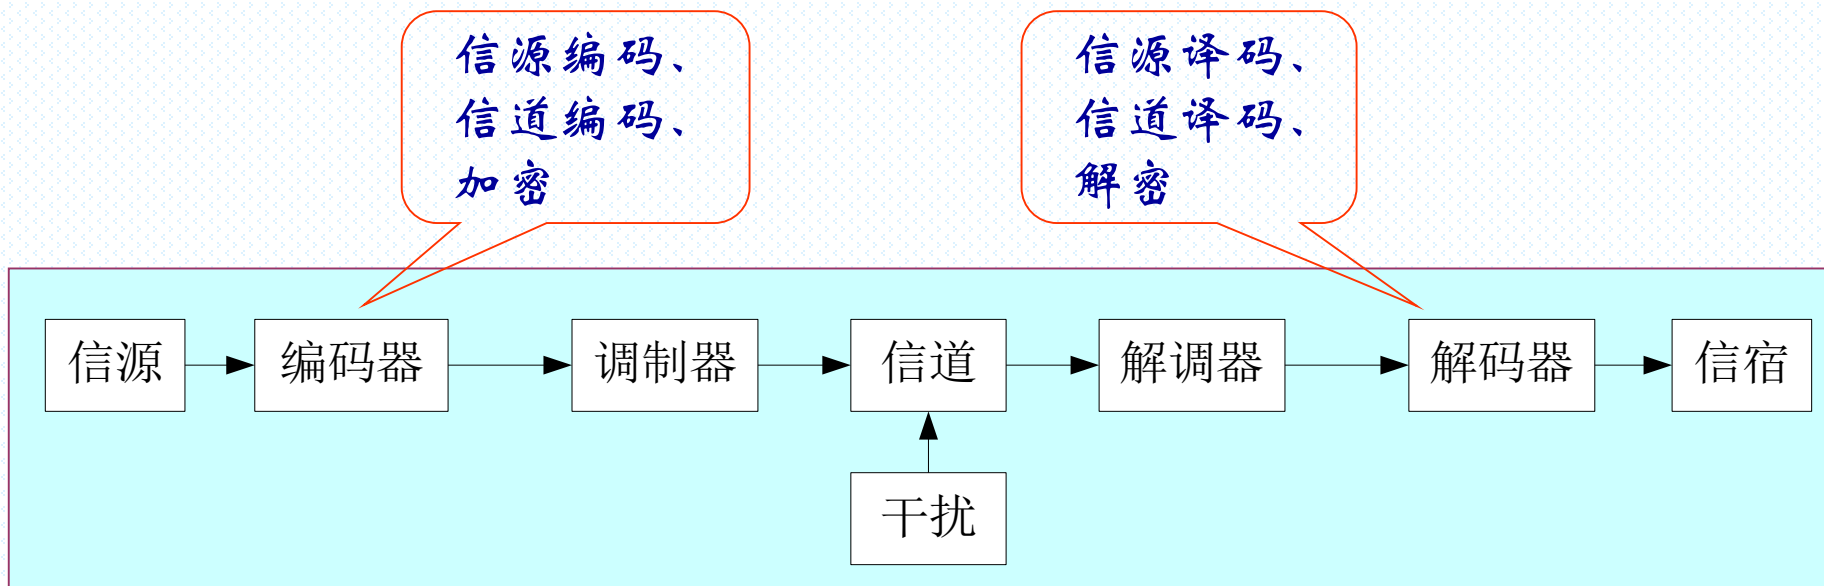 信源编码、
信道编码、
加密
信源译码、
信道译码、
解密
信源
编码器
调制器
信道
解调器
解码器
信宿
干扰